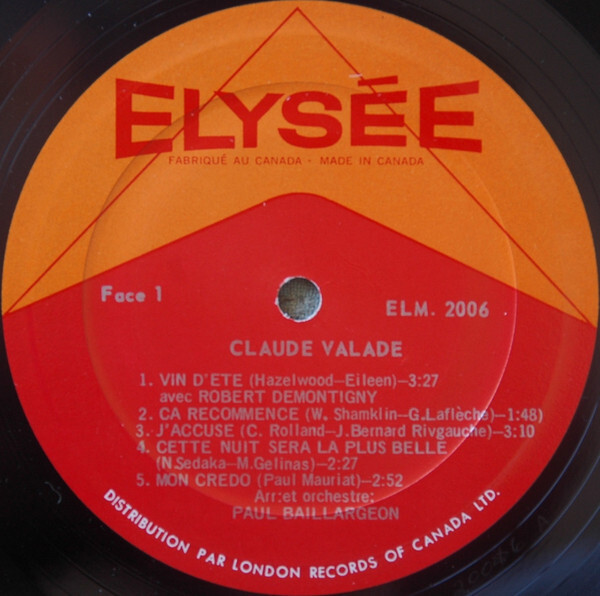 ELYSÉE
FABRIQUÉ AU CANADA - MADE IN CANADA
Face 1
ELM. 2006
CLAUDE VALADE
1. VIN D'ETE (Hazelwood—Eileen)—3:27
avec ROBERT DEMONTIGNY
2. CA RECOMMENCE (W. Shamklin—G.Laflèche)—1:48)
3. J'ACCUSE (C. Rolland—J.Bernard Rivgauche)—3:10
4. CETTE NUIT SERA LA PLUS BELLE
(N.Sedaka—M.Gelinas)—2:27
5. MON CREDO (Paul Mauriat)—2:52
Arr:et orchestre:
PAUL BAILLARGEON
DISTRIBUTION PAR LONDON RECORDS OF CANADA LTD.